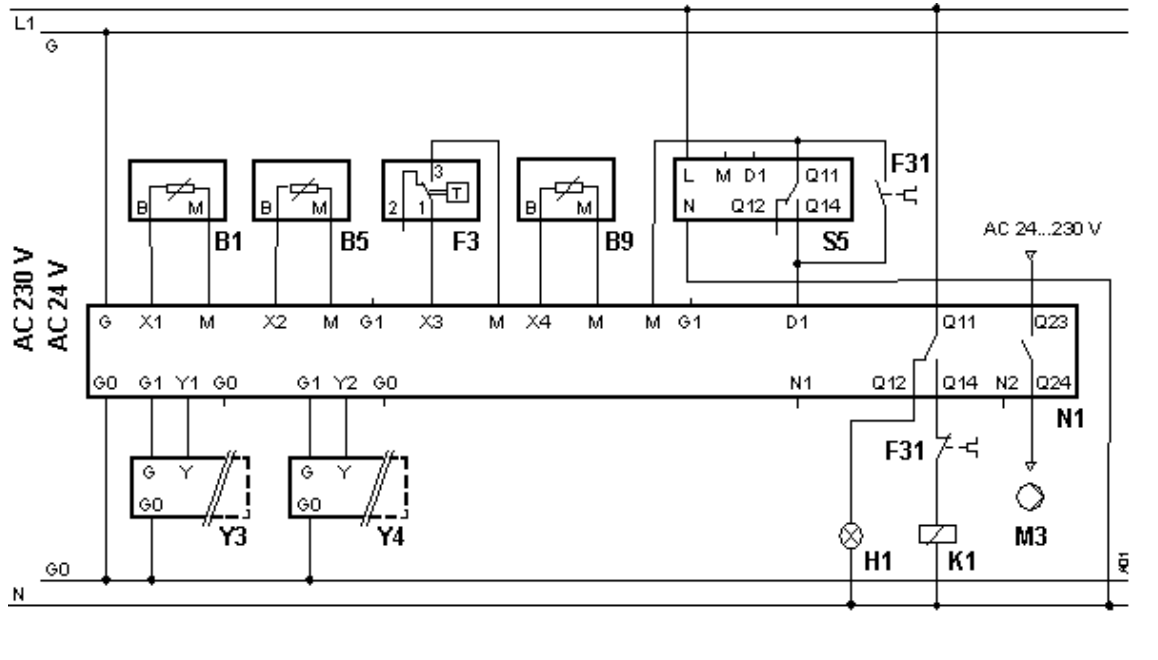 L1
G
AC 230 V
AC 24 V
B M
B1
B M
B5
3
2 1 T
F3
B M
B9
L M D1 Q11
N Q12 Q14
S5
F31
AC 24...230 V
G X1 M X2 M G1 X3 M X4 M M G1 D1 Q11 Q23
G0 G1 Y1 G0 G1 Y2 G0 N1 Q12 Q14 N2 Q24
N1
G Y
G0
Y3
G Y
G0
Y4
F31
H1
K1
M3
A01
G0
N